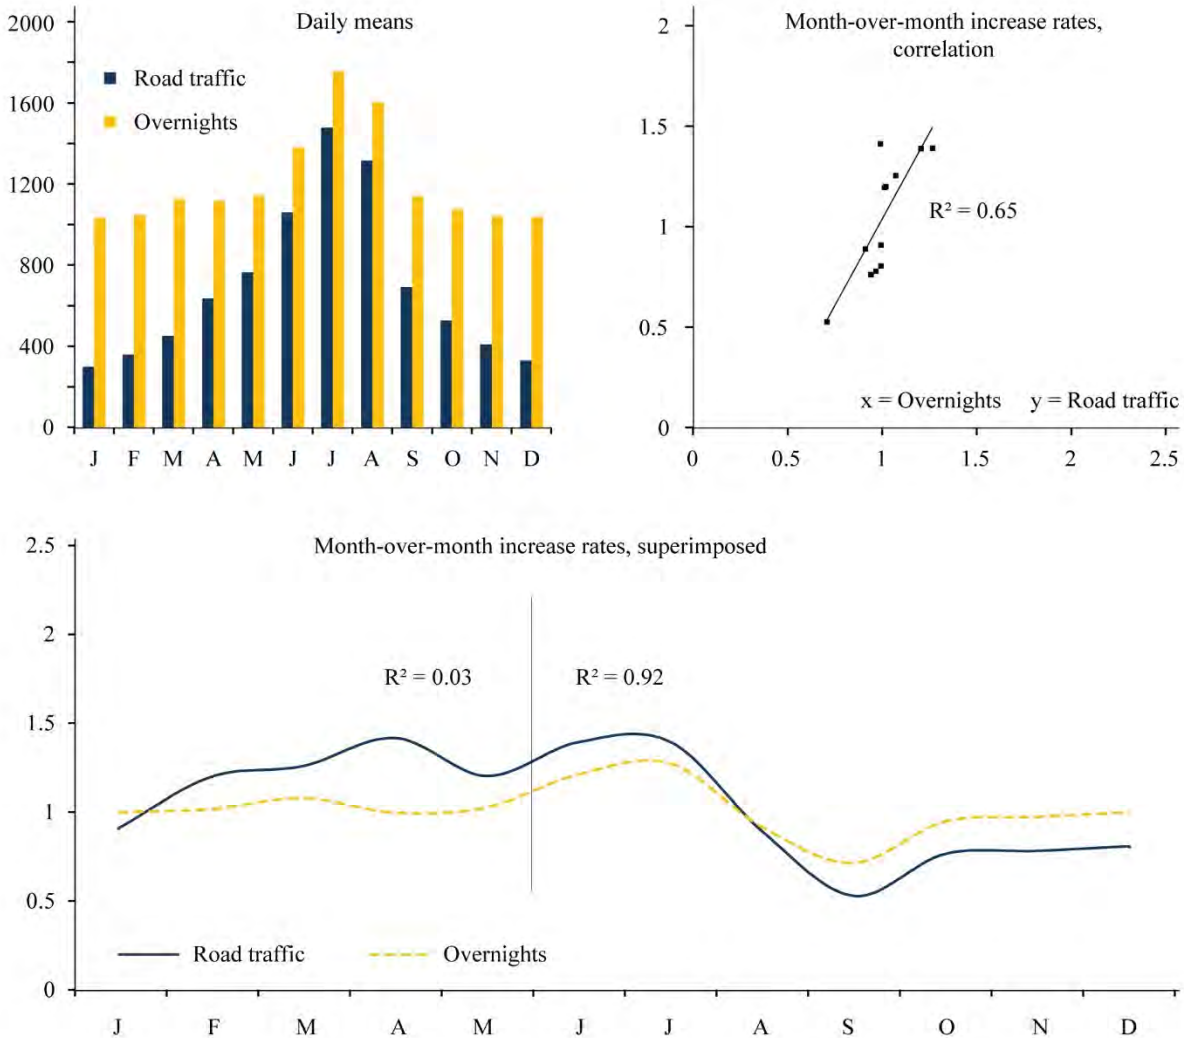 Daily means
2000
1600
1200
800
400
0
Road traffic
Overnights
J F M A M J J A S O N D
Month-over-month increase rates,
correlation
2
1.5
1
0.5
0
R² = 0.65
x = Overnights y = Road traffic
0 0.5 1 1.5 2 2.5
Month-over-month increase rates, superimposed
2.5
2
1.5
1
0.5
0
R² = 0.03 R² = 0.92
Road traffic Overnights
J F M A M J J A S O N D